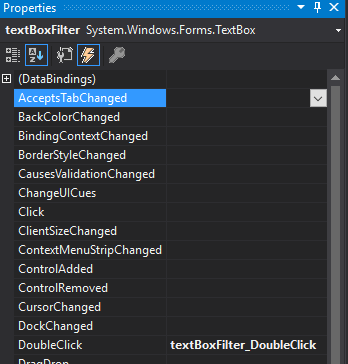 Properties
textBoxFilter System.Windows.Forms.TextBox
(DataBindings)
AcceptsTabChanged
BackColorChanged
BindingContextChanged
BorderStyleChanged
CausesValidationChanged
ChangeUICues
Click
ClientSizeChanged
ContextMenuStripChanged
ControlAdded
ControlRemoved
CursorChanged
DockChanged
DoubleClick textBoxFilter_DoubleClick
DragDrop